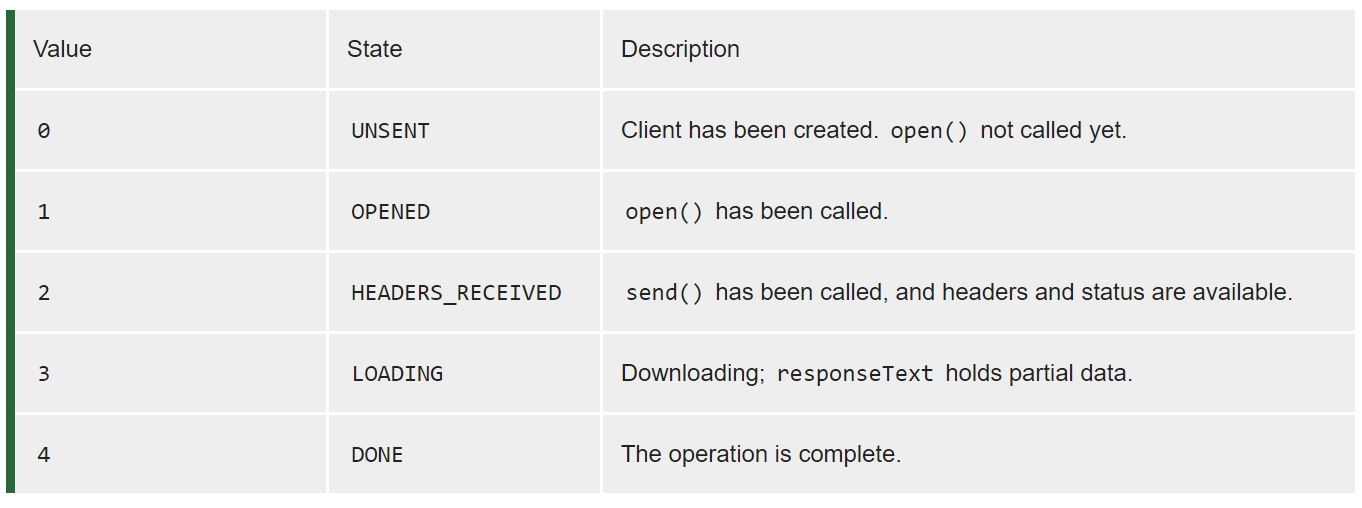 Value State Description
0 UNSENT Client has been created. open() not called yet.
1 OPENED open() has been called.
2 HEADERS_RECEIVED send() has been called, and headers and status are available.
3 LOADING Downloading; responseText holds partial data.
4 DONE The operation is complete.